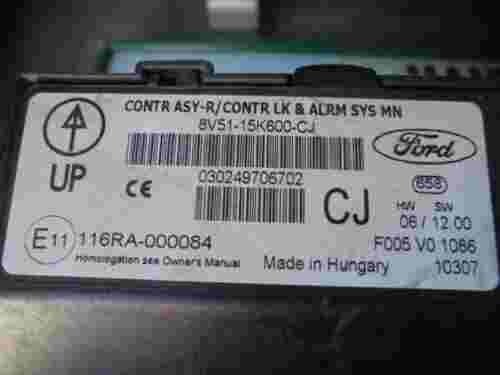 CONTR ASY-R/CONTR LK & ALRM SYS MN
8V51-15K600-CJ
Ford
UP
CE
030249706702
CJ
658
HW SW
06 / 12.00
E11 116RA-000084
F005 V0 1086
Homologation see Owner's Manual
Made in Hungary
10307